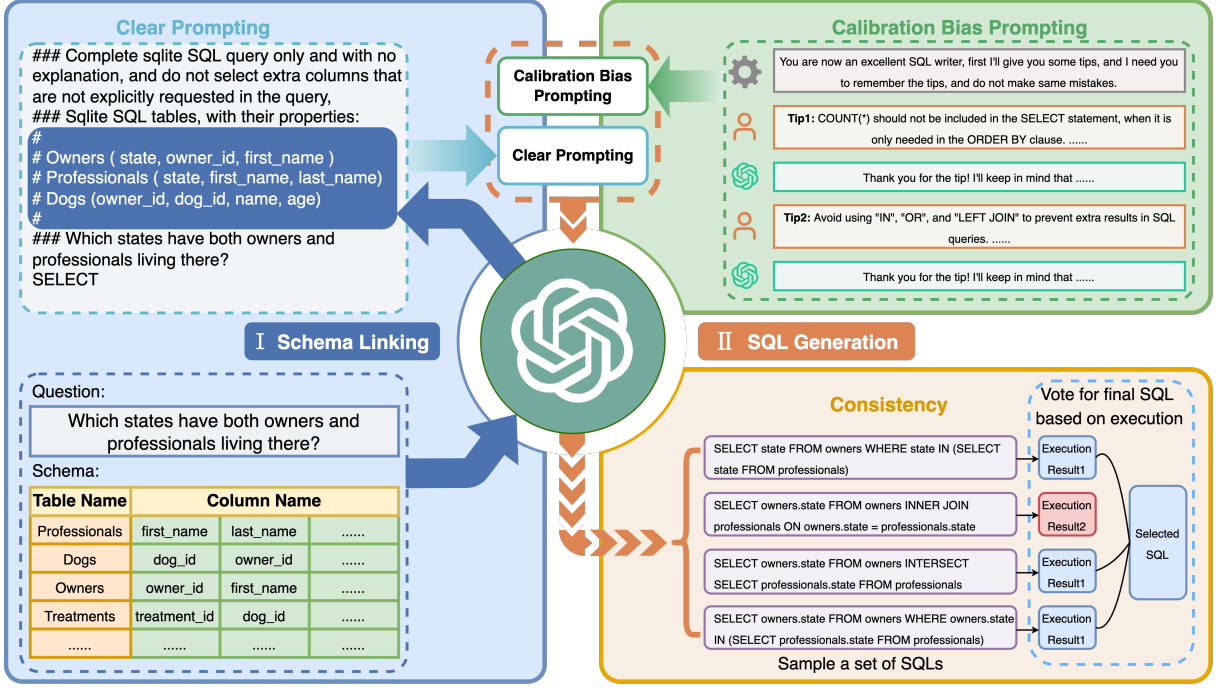 Clear Prompting
### Complete sqlite SQL query only and with no
explanation, and do not select extra columns that
are not explicitly requested in the query,
### Sqlite SQL tables, with their properties:
#
# Owners ( state, owner_id, first_name )
# Professionals ( state, first_name, last_name)
# Dogs (owner_id, dog_id, name, age)
#
### Which states have both owners and
professionals living there?
SELECT
Calibration Bias
Prompting
Clear Prompting
Calibration Bias Prompting
You are now an excellent SQL writer, first I'll give you some tips, and I need you
to remember the tips, and do not make same mistakes.
Tip1: COUNT(*) should not be included in the SELECT statement, when it is
only needed in the ORDER BY clause. ......
Thank you for the tip! I'll keep in mind that ......
Tip2: Avoid using "IN", "OR", and "LEFT JOIN" to prevent extra results in SQL
queries. ......
Thank you for the tip! I'll keep in mind that ......
I Schema Linking
II SQL Generation
Question:
Which states have both owners and
professionals living there?
Schema:
Table Name Column Name
Professionals first_name last_name ......
Dogs dog_id owner_id ......
Owners owner_id first_name ......
Treatments treatment_id dog_id ......
...... ...... ...... ......
Consistency
Vote for final SQL
based on execution
SELECT state FROM owners WHERE state IN (SELECT
state FROM professionals)
Execution
Result1
SELECT owners.state FROM owners INNER JOIN
professionals ON owners.state = professionals.state
Execution
Result2
SELECT owners.state FROM owners INTERSECT
SELECT professionals.state FROM professionals
Execution
Result1
SELECT owners.state FROM owners WHERE owners.state
IN (SELECT professionals.state FROM professionals)
Execution
Result1
Selected
SQL
Sample a set of SQLs